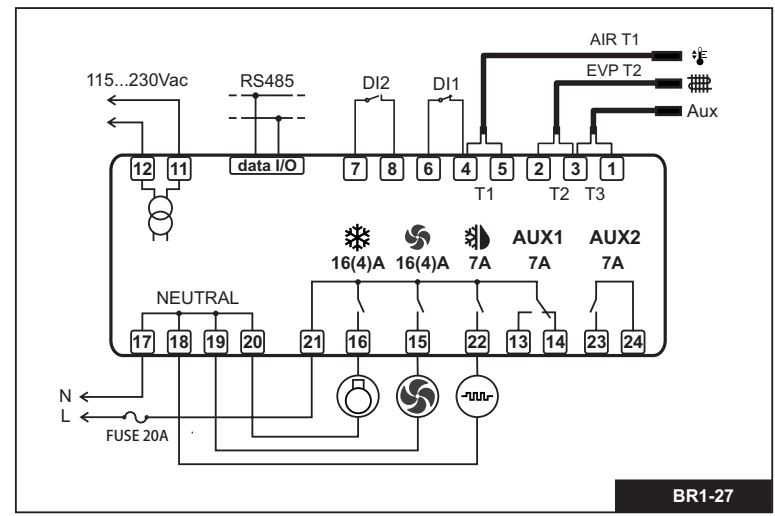 AIR T1
EVP T2
115...230Vac
RS485
DI2
DI1
Aux
12 11 data I/O 7 8 6 4 5 2 3 1
T1 T2 T3
AUX1 AUX2
16(4)A 16(4)A 7A 7A 7A
NEUTRAL
17 18 19 20 21 16 15 22 13 14 23 24
N
L
FUSE 20A
BR1-27